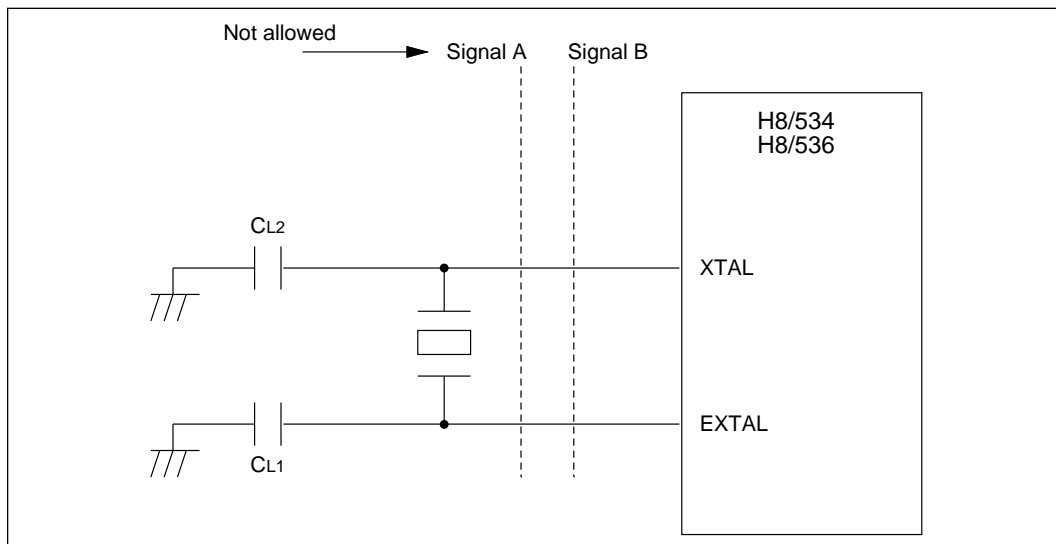 Not allowed
Signal A
Signal B
H8/534
H8/536
CL2
XTAL
EXTAL
CL1